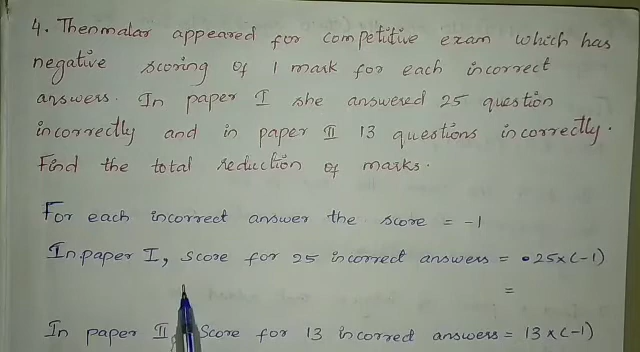 4. Thenmalar appeared for competitive exam which has
negative scoring of 1 mark for each incorrect
answers. In paper I she answered 25 question
incorrectly and in paper II 13 questions incorrectly.
Find the total reduction of marks.
For each incorrect answer the score = -1
In paper I, score for 25 incorrect answers = 25×(-1)
=
In paper II, Score for 13 incorrect answers = 13×(-1)